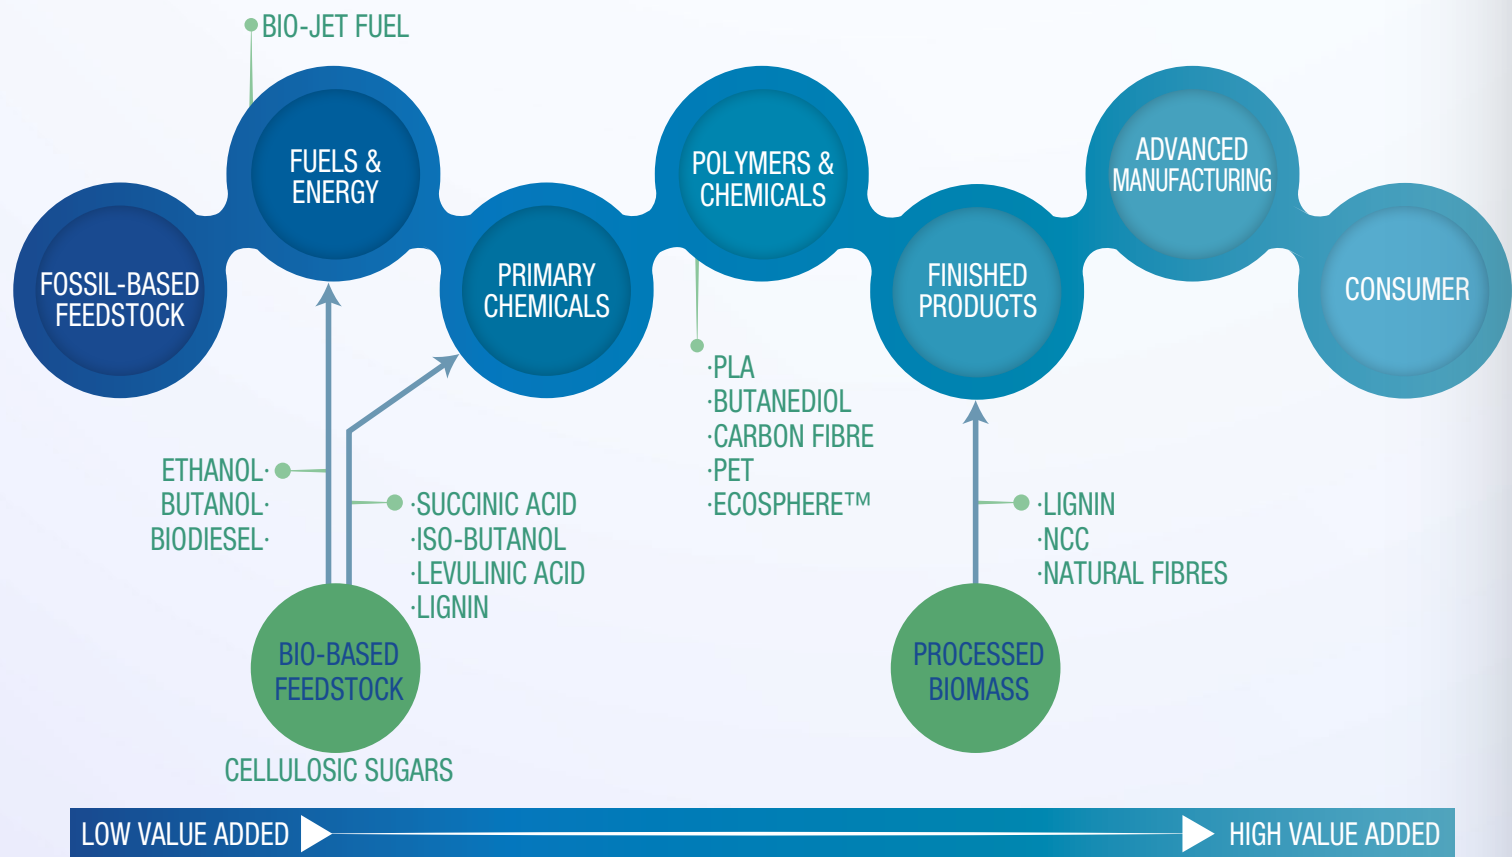 BIO-JET FUEL
FUELS &
ENERGY
POLYMERS &
CHEMICALS
ADVANCED
MANUFACTURING
FOSSIL-BASED
FEEDSTOCK
PRIMARY
CHEMICALS
FINISHED
PRODUCTS
CONSUMER
·PLA
·BUTANEDIOL
·CARBON FIBRE
·PET
·ECOSPHERE™
ETHANOL·
BUTANOL·
BIODIESEL·
·SUCCINIC ACID
·ISO-BUTANOL
·LEVULINIC ACID
·LIGNIN
·LIGNIN
·NCC
·NATURAL FIBRES
BIO-BASED
FEEDSTOCK
PROCESSED
BIOMASS
CELLULOSIC SUGARS
LOW VALUE ADDED
HIGH VALUE ADDED